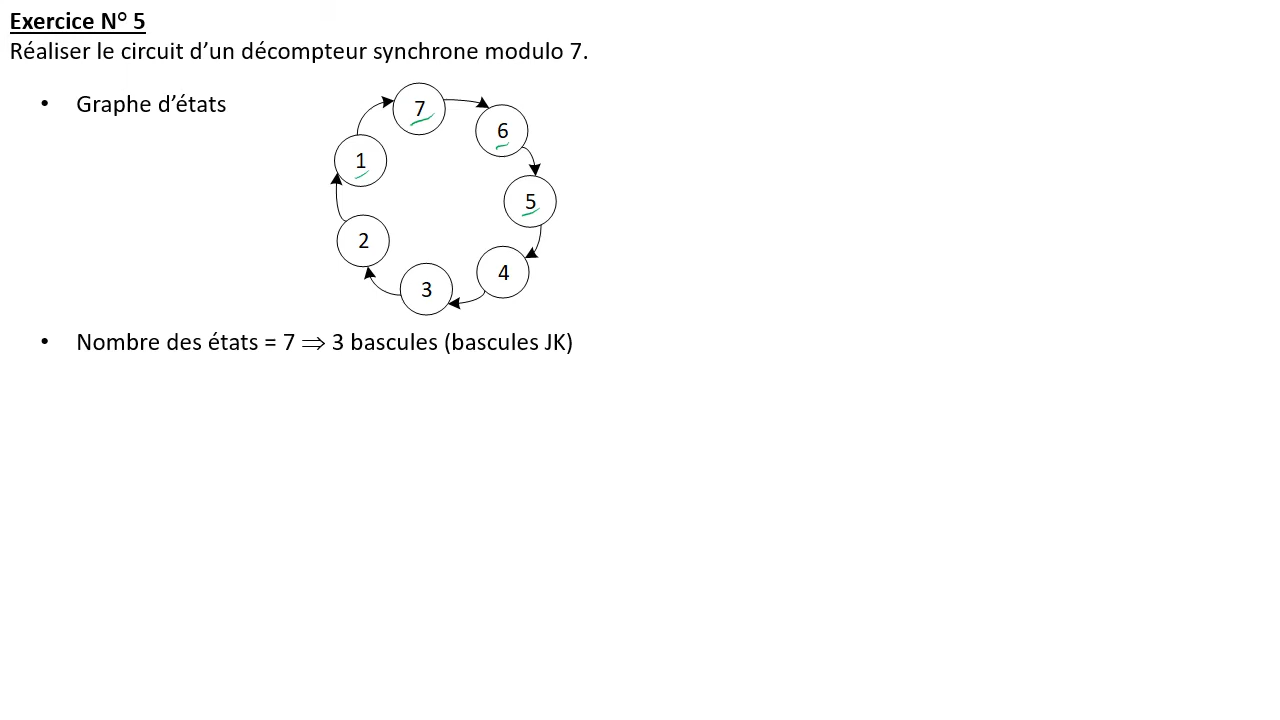 Exercice N° 5
Réaliser le circuit d’un décompteur synchrone modulo 7.
• Graphe d’états
7
6
1
5
2
4
3
• Nombre des états = 7 ⟹ 3 bascules (bascules JK)